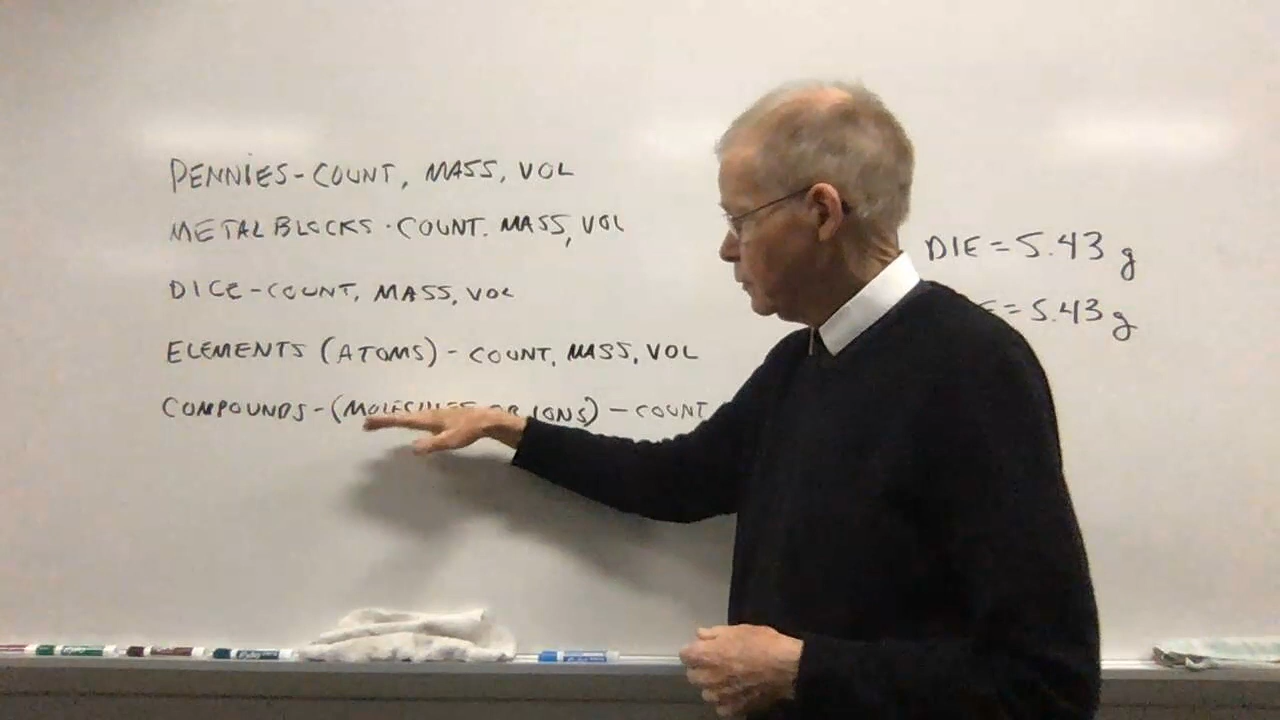 PENNIES - COUNT, MASS, VOL
METAL BLOCKS - COUNT. MASS, VOL
DICE - COUNT, MASS, VOL
ELEMENTS (ATOMS) - COUNT, MASS, VOL
COMPOUNDS - (MOLECULES OR IONS) - COUNT
DIE = 5.43 g
= 5.43 g